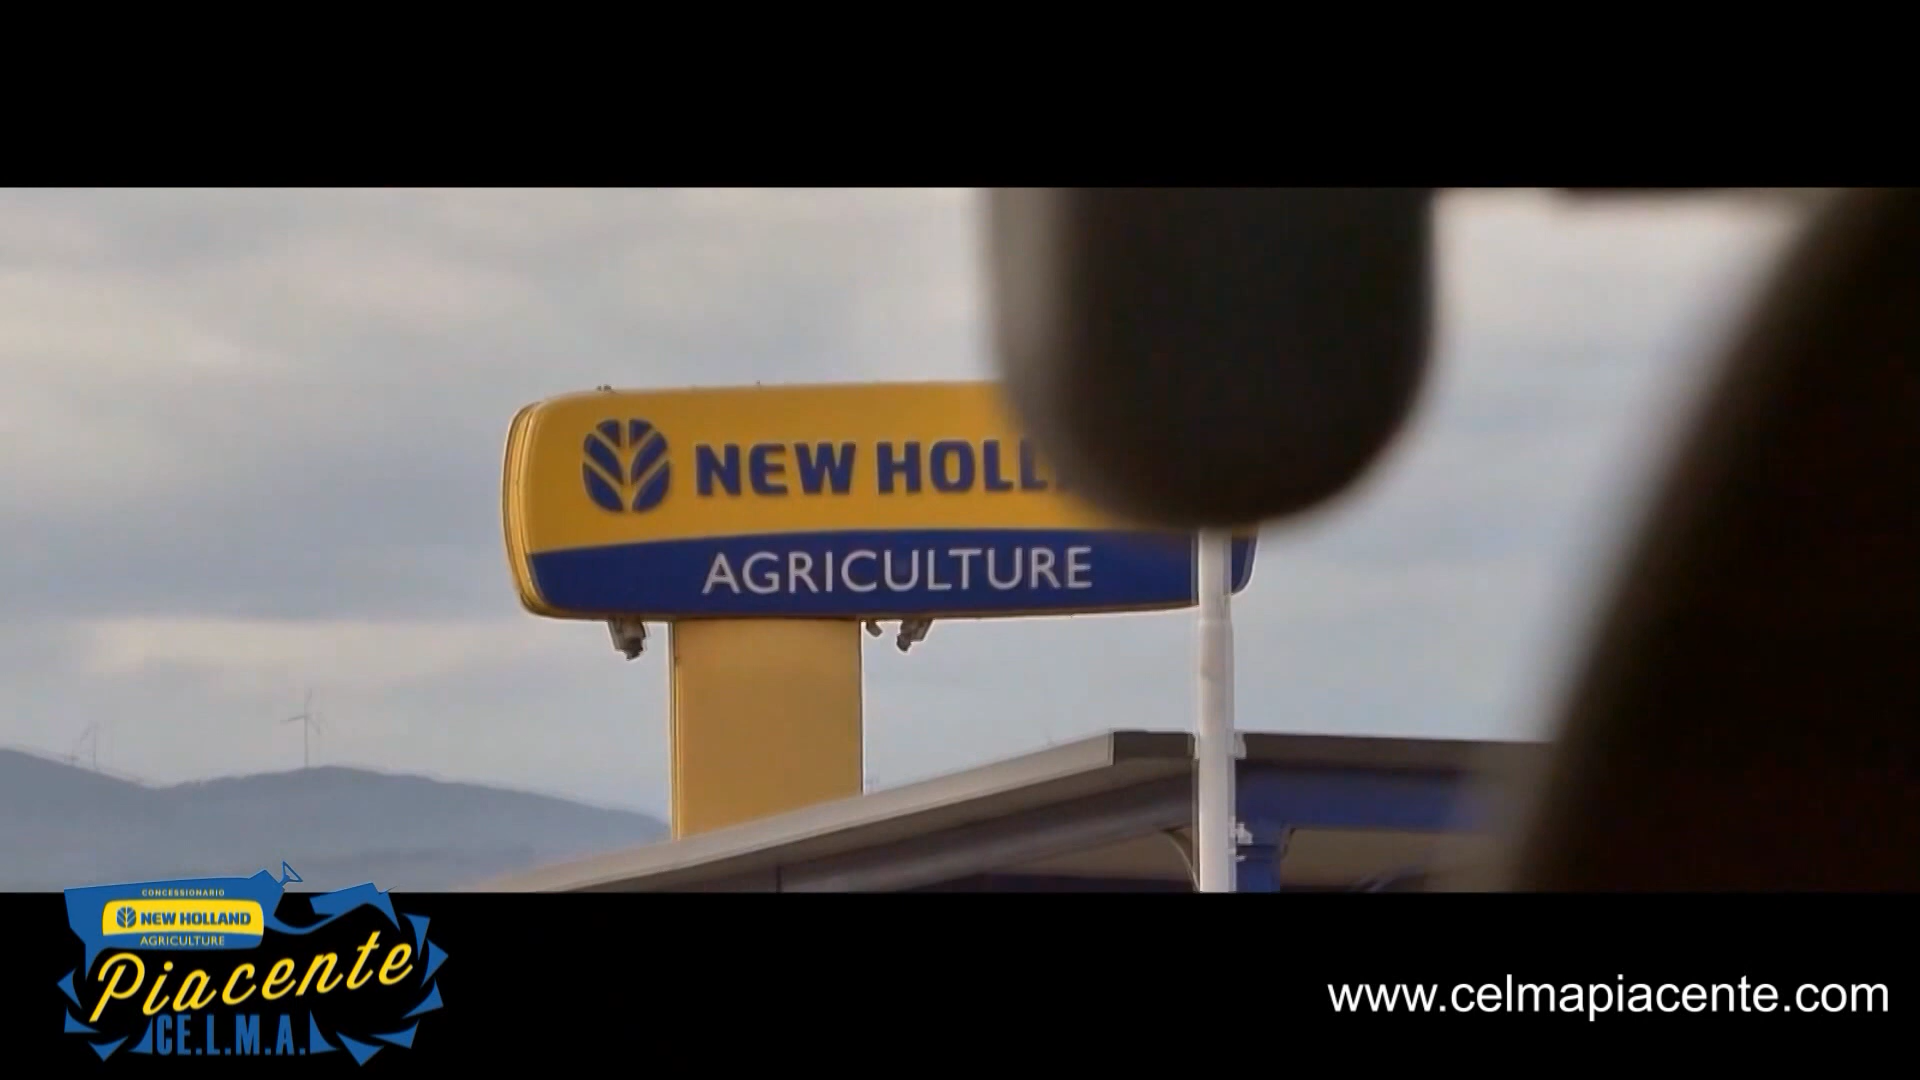 NEW HOLL
AGRICULTURE
CONCESSIONARIO
NEW HOLLAND
AGRICULTURE
Piacente
CE.L.M.A.
www.celmapiacente.com